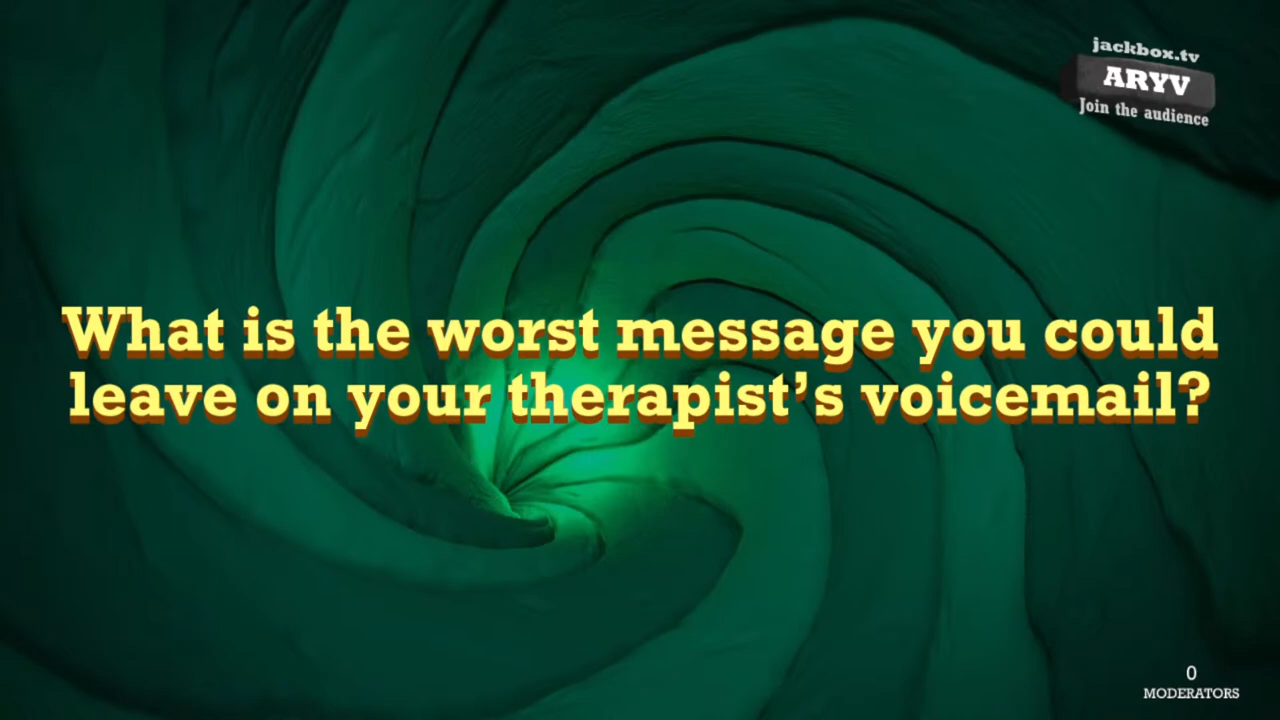 jackbox.tv
ARYV
Join the audience
What is the worst message you could
leave on your therapist’s voicemail?
0
MODERATORS